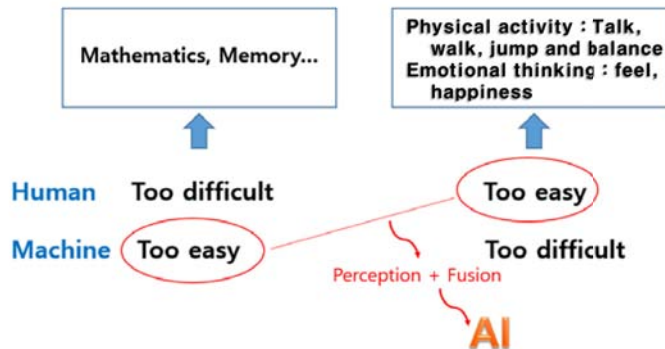 Mathematics, Memory...
Physical activity : Talk,
walk, jump and balance
Emotional thinking : feel,
happiness
Human Too difficult Too easy
Machine Too easy Too difficult
Perception + Fusion
AI